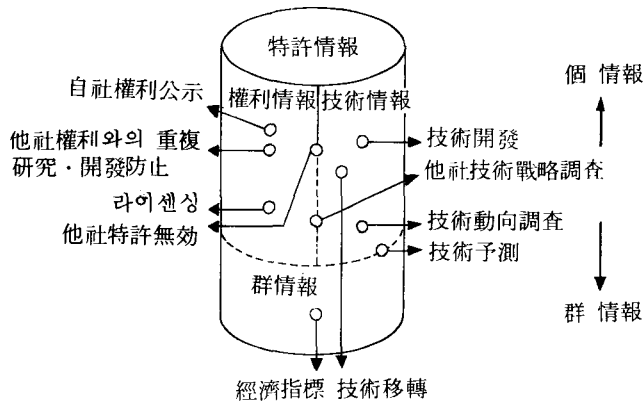 特許情報
權利情報 技術情報
自社權利公示
他社權利와의 重複
研究・開發防止
라이센싱
他社特許無効
群情報
技術開發
他社技術戰略調査
技術動向調査
技術予測
經濟指標 技術移轉
個 情報
群 情報